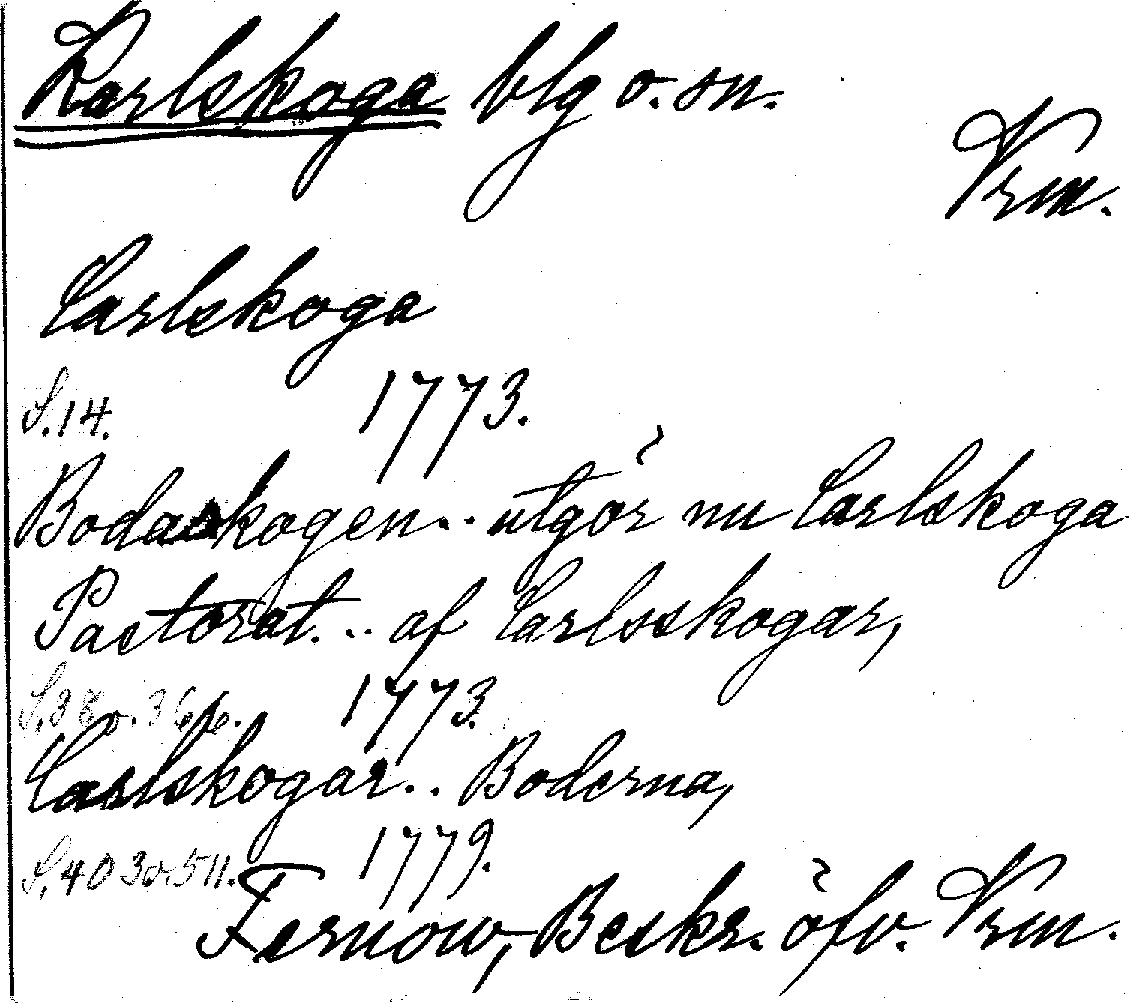 Karlskoga blg o. sn.
Vrm.
Carlskoga
S. 14. 1773.
Bodaskogen... utgör nu Carlskoga
Pastorat... af Carlsskogar,
S. 38 o. 366. 1773.
Carlskogar... Boderna,
S. 403 o. 511. 1779.
Fernow, Beskr. öfv. Vrm.